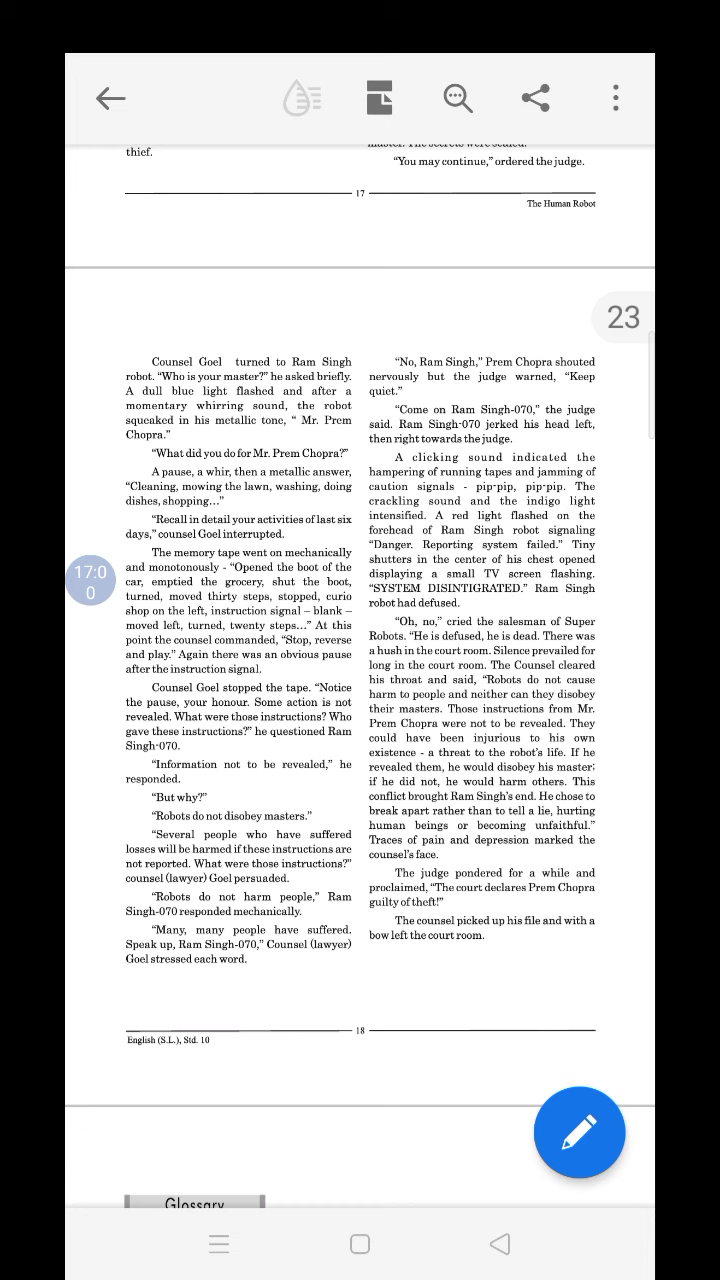 thief.
"You may continue," ordered the judge.
17
The Human Robot
23
Counsel Goel turned to Ram Singh
robot. "Who is your master?" he asked briefly.
A dull blue light flashed and after a
momentary whirring sound, the robot
squeaked in his metallic tone, " Mr. Prem
Chopra."
"What did you do for Mr. Prem Chopra?"
A pause, a whir, then a metallic answer,
"Cleaning, mowing the lawn, washing, doing
dishes, shopping…"
"Recall in detail your activities of last six
days," counsel Goel interrupted.
The memory tape went on mechanically
and monotonously - "Opened the boot of the
car, emptied the grocery, shut the boot,
turned, moved thirty steps, stopped, curio
shop on the left, instruction signal – blank –
moved left, turned, twenty steps…" At this
point the counsel commanded, "Stop, reverse
and play." Again there was an obvious pause
after the instruction signal.
Counsel Goel stopped the tape. "Notice
the pause, your honour. Some action is not
revealed. What were those instructions? Who
gave these instructions?" he questioned Ram
Singh-070.
"Information not to be revealed," he
responded.
"But why?"
"Robots do not disobey masters."
"Several people who have suffered
losses will be harmed if these instructions are
not reported. What were those instructions?"
counsel (lawyer) Goel persuaded.
"Robots do not harm people," Ram
Singh-070 responded mechanically.
"Many, many people have suffered.
Speak up, Ram Singh-070," Counsel (lawyer)
Goel stressed each word.
"No, Ram Singh," Prem Chopra shouted
nervously but the judge warned, "Keep
quiet."
"Come on Ram Singh-070," the judge
said. Ram Singh-070 jerked his head left,
then right towards the judge.
A clicking sound indicated the
hampering of running tapes and jamming of
caution signals - pip-pip, pip-pip. The
crackling sound and the indigo light
intensified. A red light flashed on the
forehead of Ram Singh robot signaling
"Danger. Reporting system failed." Tiny
shutters in the center of his chest opened
displaying a small TV screen flashing.
"SYSTEM DISINTIGRATED." Ram Singh
robot had defused.
"Oh, no," cried the salesman of Super
Robots. "He is defused, he is dead. There was
a hush in the court room. Silence prevailed for
long in the court room. The Counsel cleared
his throat and said, "Robots do not cause
harm to people and neither can they disobey
their masters. Those instructions from Mr.
Prem Chopra were not to be revealed. They
could have been injurious to his own
existence - a threat to the robot's life. If he
revealed them, he would disobey his master;
if he did not, he would harm others. This
conflict brought Ram Singh's end. He chose to
break apart rather than to tell a lie, hurting
human beings or becoming unfaithful."
Traces of pain and depression marked the
counsel's face.
The judge pondered for a while and
proclaimed, "The court declares Prem Chopra
guilty of theft!"
The counsel picked up his file and with a
bow left the court room.
17:0
0
18
English (S.L.), Std. 10
Glossary